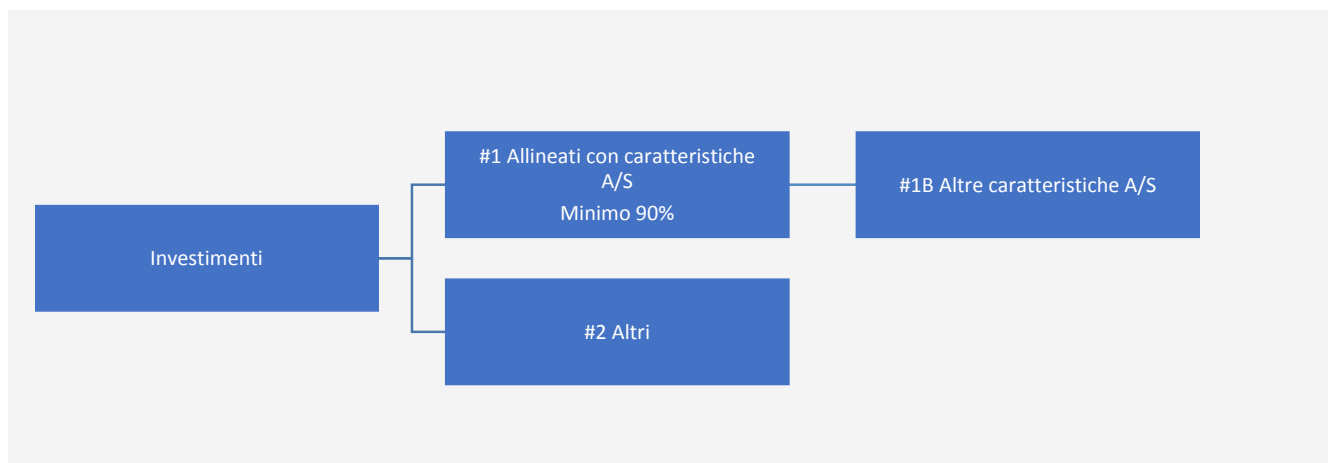 #1 Allineati con caratteristiche
A/S
Minimo 90%
#1B Altre caratteristiche A/S
Investimenti
#2 Altri